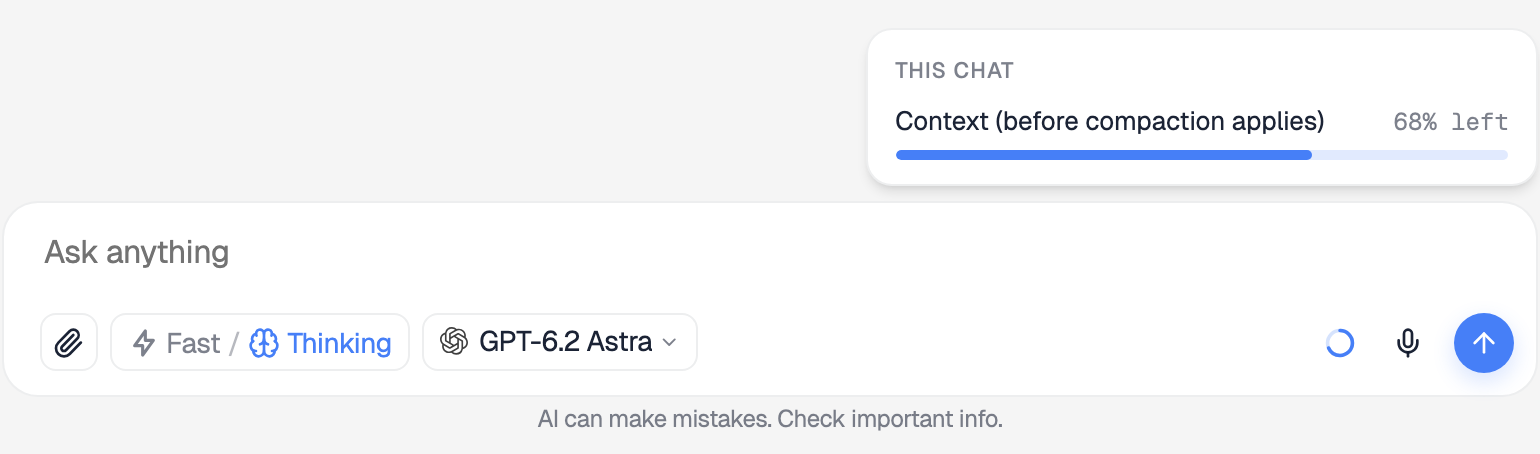 THIS CHAT
Context (before compaction applies) 68% left
Ask anything
Fast / Thinking GPT-6.2 Astra
AI can make mistakes. Check important info.